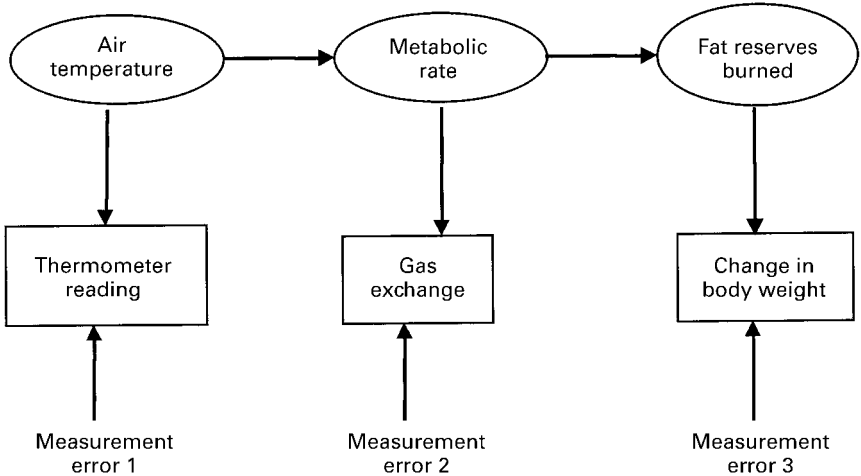 Air
temperature
Metabolic
rate
Fat reserves
burned
Thermometer
reading
Gas
exchange
Change in
body weight
Measurement
error 1
Measurement
error 2
Measurement
error 3